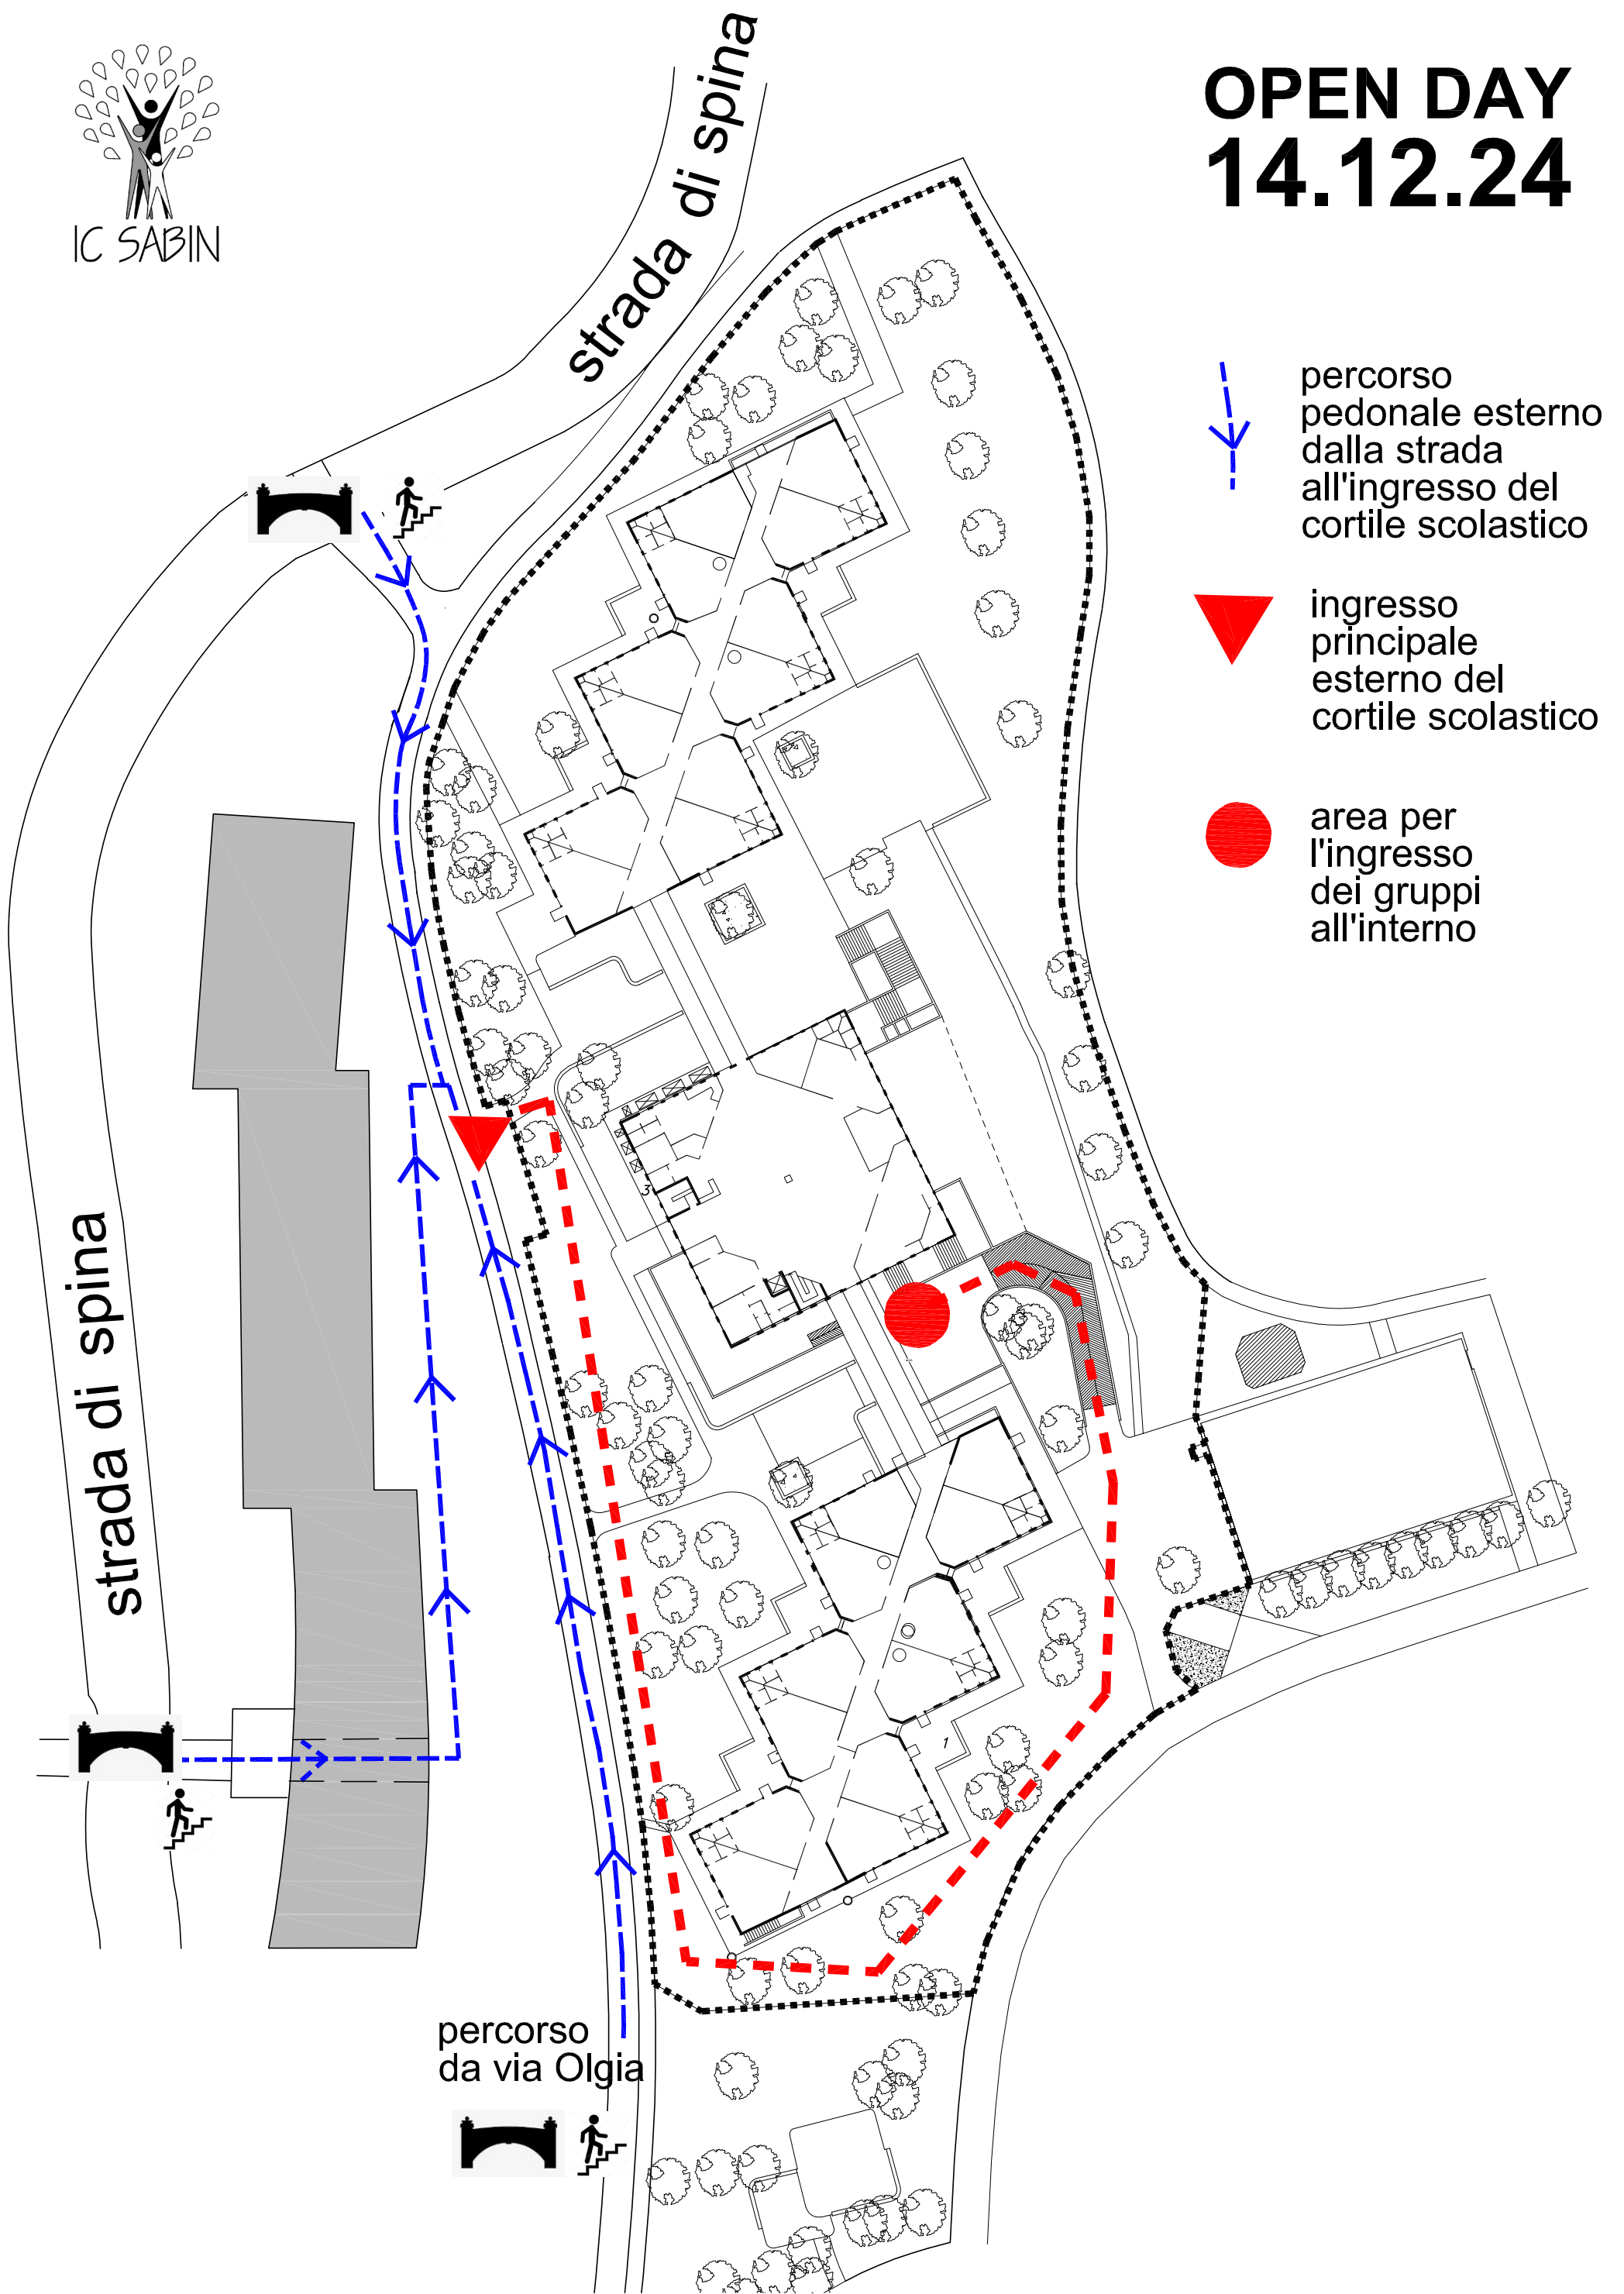 IC SABIN
OPEN DAY
14.12.24
strada di spina
percorso
pedonale esterno
dalla strada
all'ingresso del
cortile scolastico
ingresso
principale
esterno del
cortile scolastico
area per
l'ingresso
dei gruppi
all'interno
strada di spina
3
1
percorso
da via Olgia